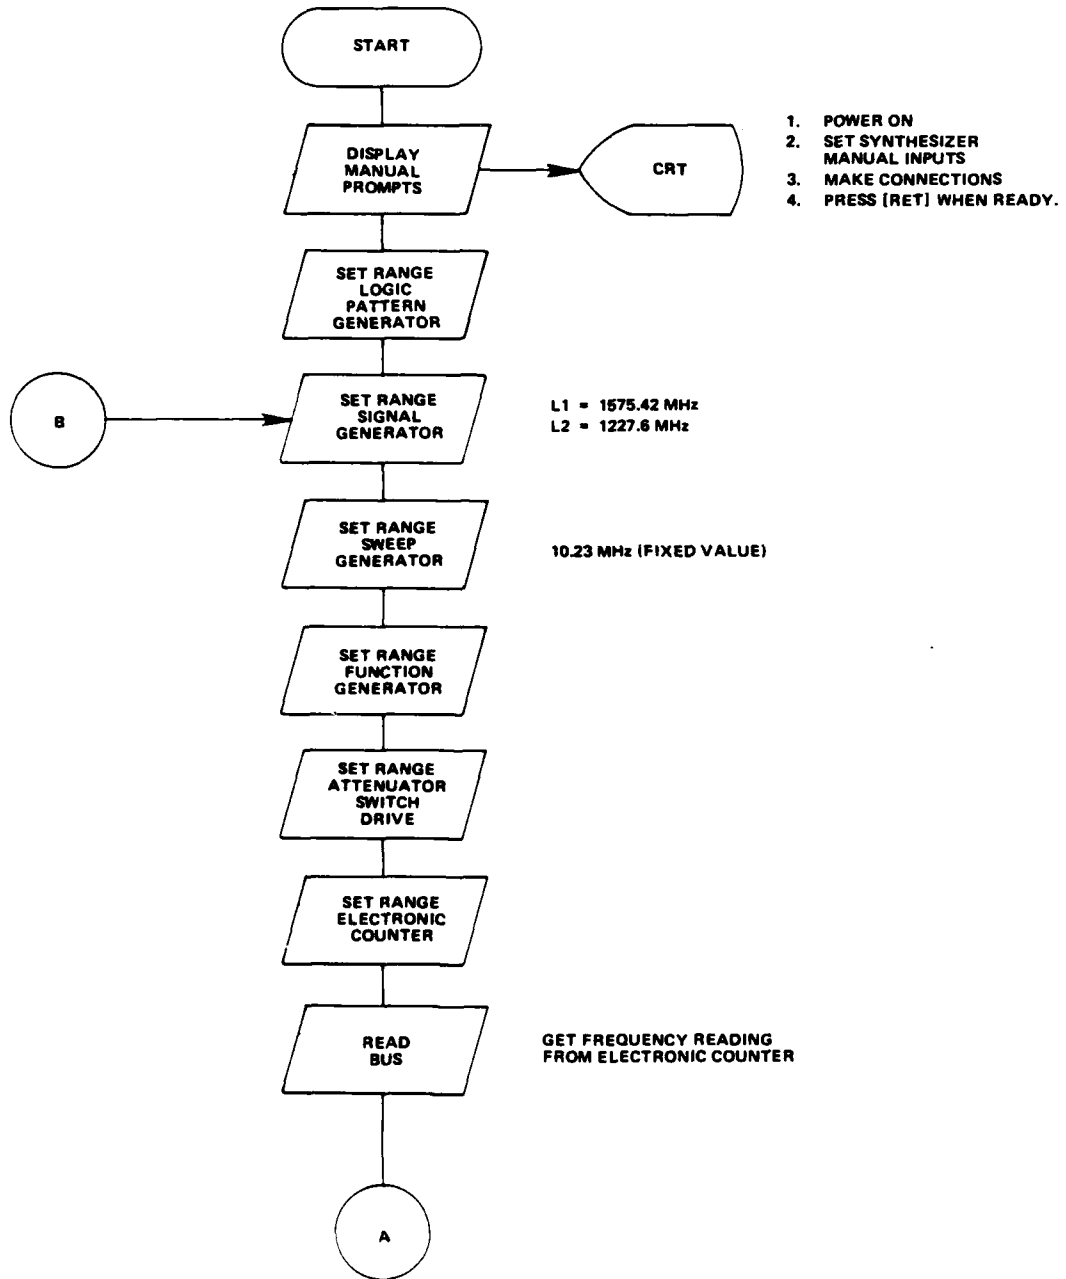 START
DISPLAY
MANUAL
PROMPTS
CRT
1. POWER ON
2. SET SYNTHESIZER
MANUAL INPUTS
3. MAKE CONNECTIONS
4. PRESS [RET] WHEN READY.
SET RANGE
LOGIC
PATTERN
GENERATOR
B
SET RANGE
SIGNAL
GENERATOR
L1 = 1575.42 MHz
L2 = 1227.6 MHz
SET RANGE
SWEEP
GENERATOR
10.23 MHz (FIXED VALUE)
SET RANGE
FUNCTION
GENERATOR
SET RANGE
ATTENUATOR
SWITCH
DRIVE
SET RANGE
ELECTRONIC
COUNTER
READ
BUS
GET FREQUENCY READING
FROM ELECTRONIC COUNTER
A